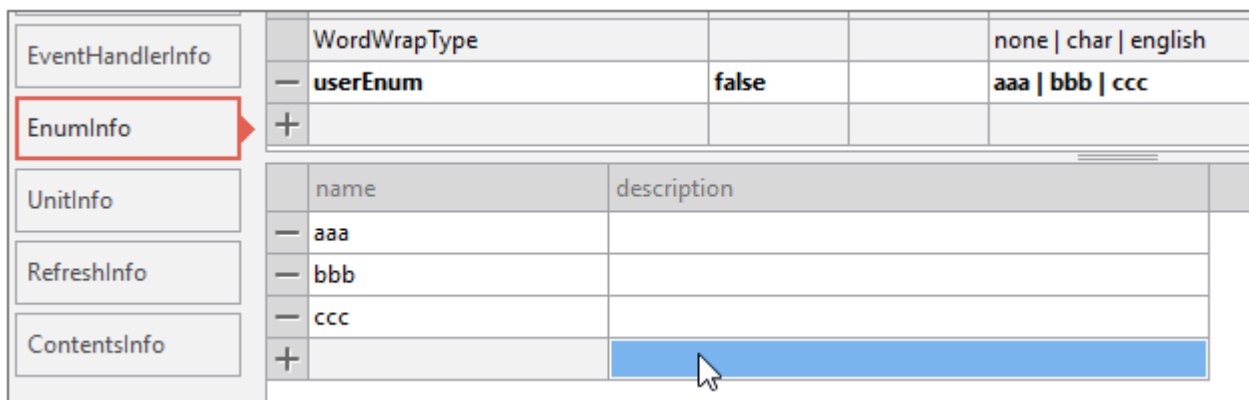 EventHandlerInfo
EnumInfo
UnitInfo
RefreshInfo
ContentsInfo
WordWrapType none | char | english
userEnum false aaa | bbb | ccc
name description
aaa
bbb
ccc